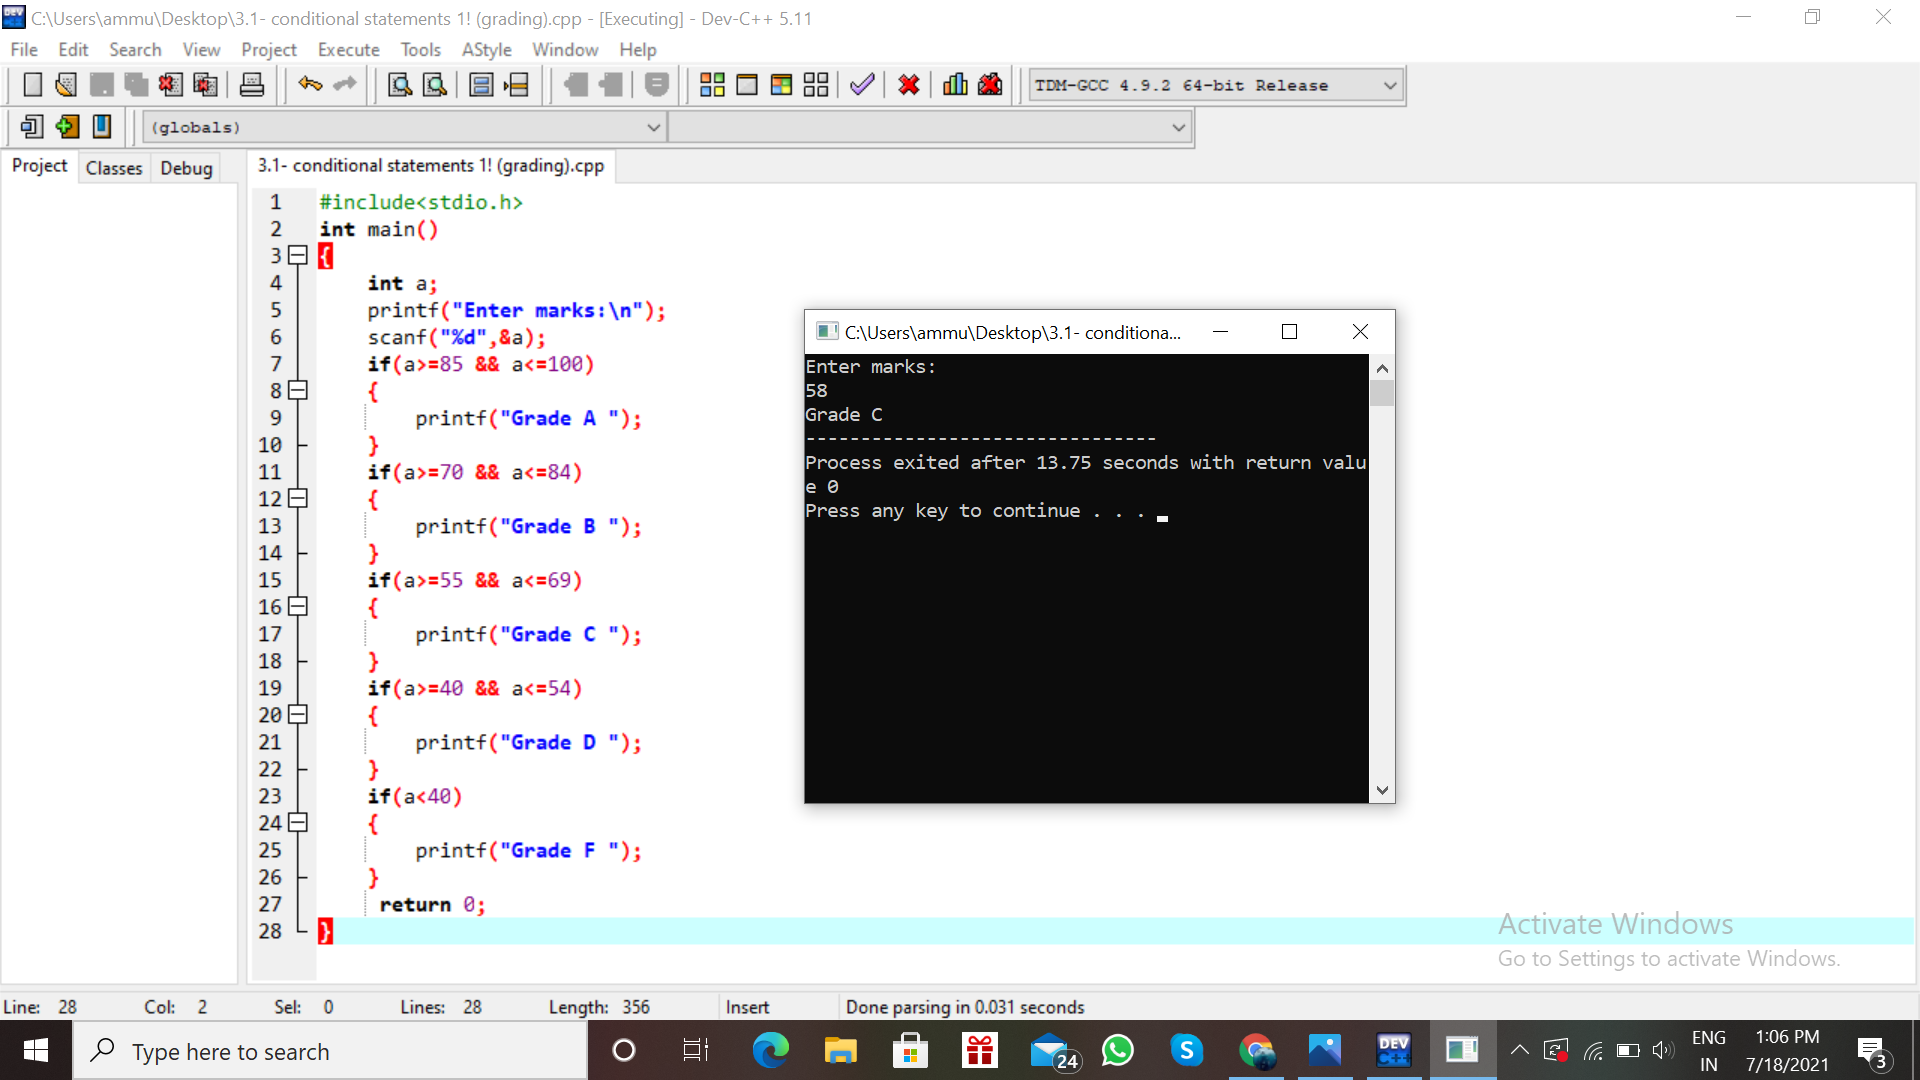 C:\Users\ammu\Desktop\3.1- conditional statements 1! (grading).cpp - [Executing] - Dev-C++ 5.11
File Edit Search View Project Execute Tools AStyle Window Help
TDM-GCC 4.9.2 64-bit Release
(globals)
Project Classes Debug
3.1- conditional statements 1! (grading).cpp
1 #include<stdio.h>
2 int main()
3 {
4 int a;
5 printf("Enter marks:\n");
6 scanf("%d",&a);
7 if(a>=85 && a<=100)
8 {
9 printf("Grade A ");
10 }
11 if(a>=70 && a<=84)
12 {
13 printf("Grade B ");
14 }
15 if(a>=55 && a<=69)
16 {
17 printf("Grade C ");
18 }
19 if(a>=40 && a<=54)
20 {
21 printf("Grade D ");
22 }
23 if(a<40)
24 {
25 printf("Grade F ");
26 }
27 return 0;
28 }
C:\Users\ammu\Desktop\3.1- conditiona...
Enter marks:
58
Grade C
--------------------------------
Process exited after 13.75 seconds with return valu
e 0
Press any key to continue . . .
Activate Windows
Go to Settings to activate Windows.
Line: 28 Col: 2 Sel: 0 Lines: 28 Length: 356 Insert Done parsing in 0.031 seconds
Type here to search
24
S
DEV
C++
ENG
IN
1:06 PM
7/18/2021
3